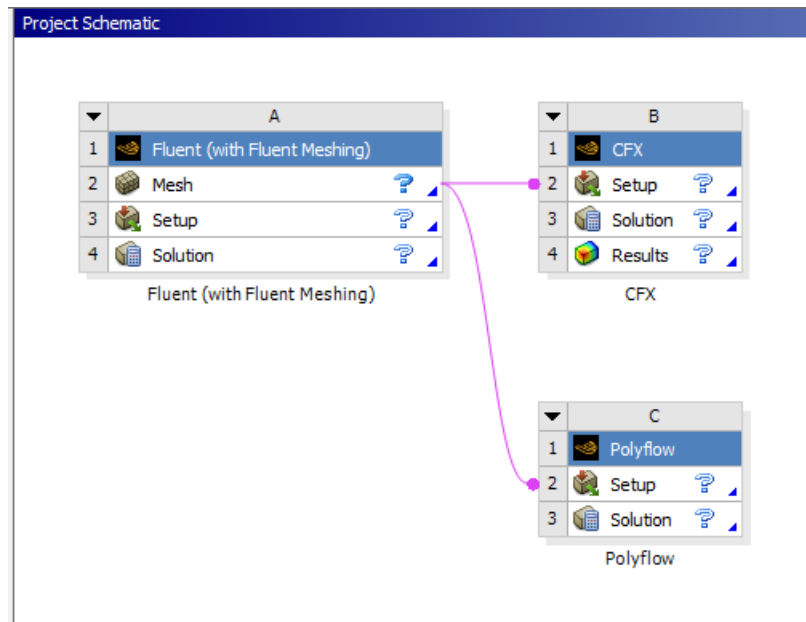 Project Schematic
A
1 Fluent (with Fluent Meshing)
2 Mesh ?
3 Setup ?
4 Solution ?
Fluent (with Fluent Meshing)
B
1 CFX
2 Setup ?
3 Solution ?
4 Results ?
CFX
C
1 Polyflow
2 Setup ?
3 Solution ?
Polyflow